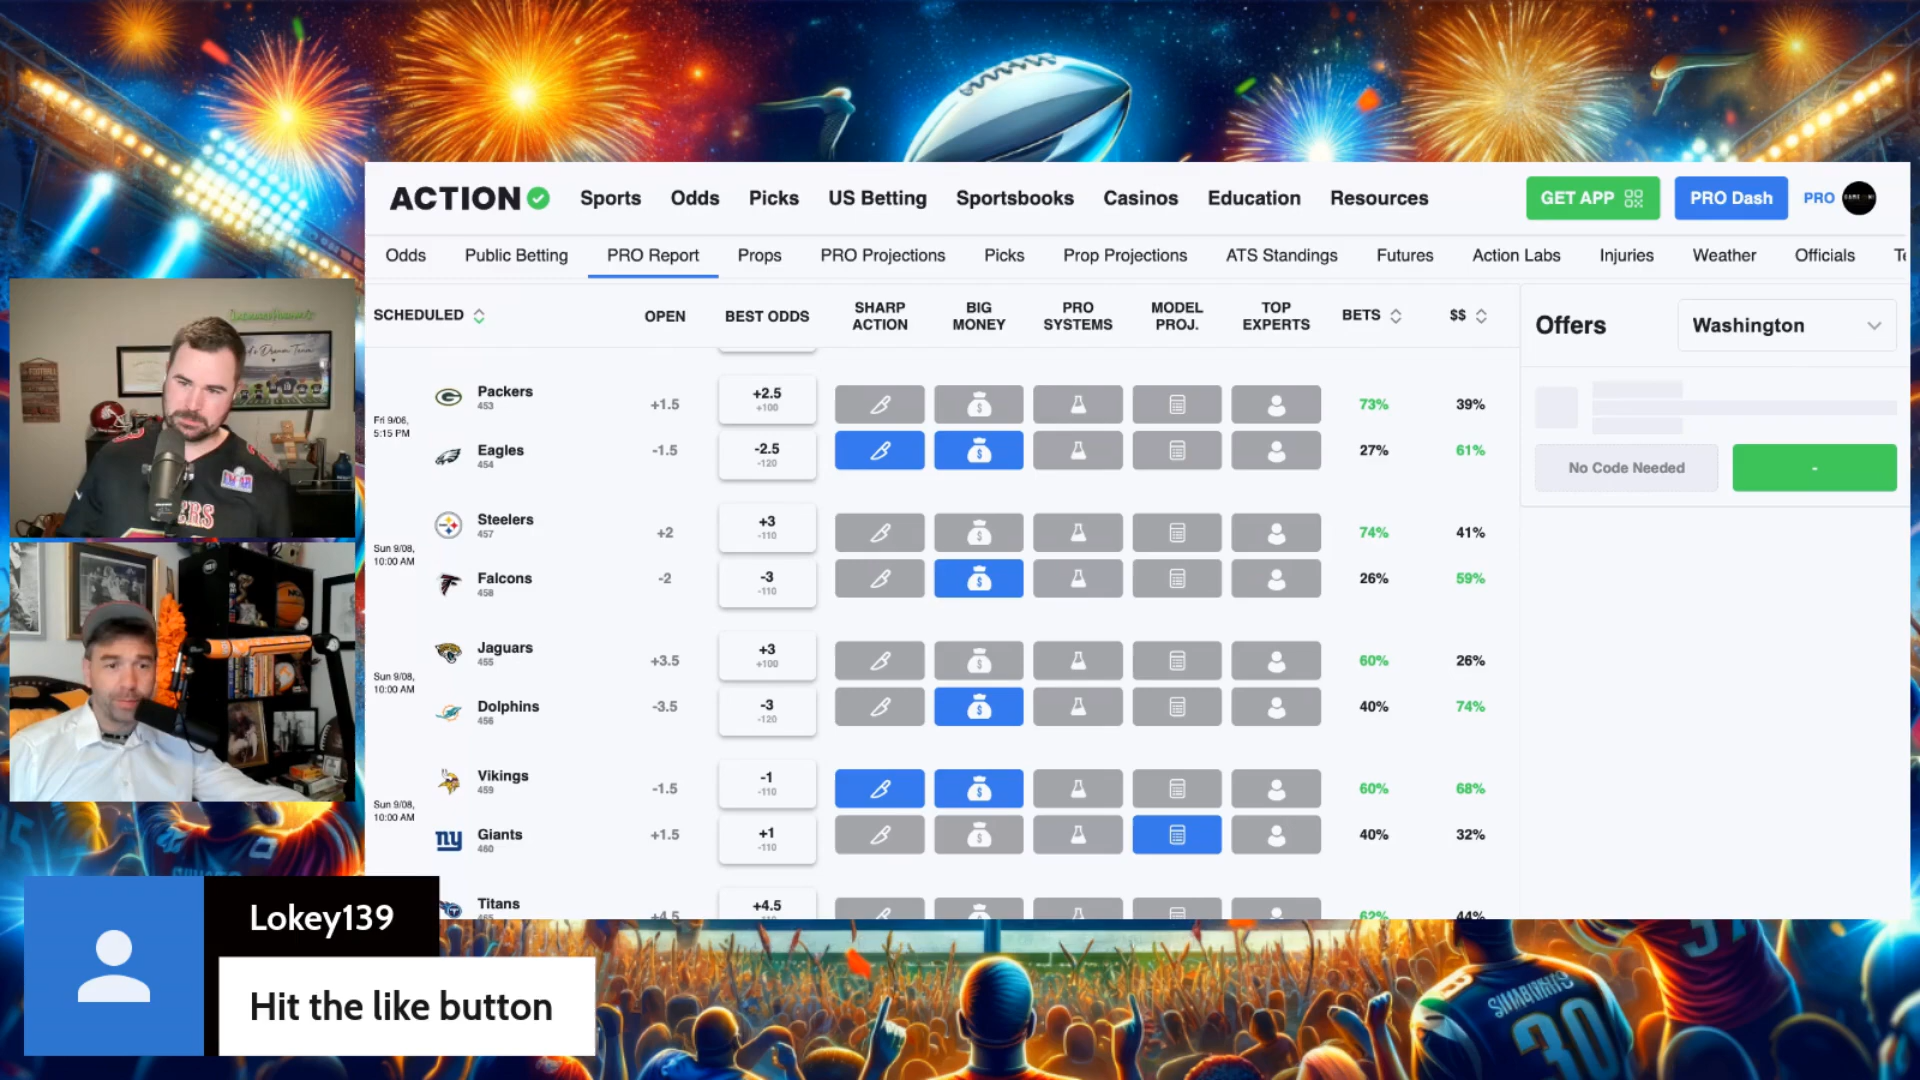 ACTION
Sports Odds Picks US Betting Sportsbooks Casinos Education Resources
GET APP
PRO Dash
PRO
Odds Public Betting PRO Report Props PRO Projections Picks Prop Projections ATS Standings Futures Action Labs Injuries Weather Officials
SCHEDULED OPEN BEST ODDS SHARP ACTION BIG MONEY PRO SYSTEMS MODEL PROJ. TOP EXPERTS BETS $$
Fri 9/06, 5:15 PM
Packers 453 +1.5 +2.5 +100 73% 39%
Eagles 454 -1.5 -2.5 -120 27% 61%
Sun 9/08, 10:00 AM
Steelers 457 +2 +3 -110 74% 41%
Falcons 458 -2 -3 -110 26% 59%
Sun 9/08, 10:00 AM
Jaguars 455 +3.5 +3 +100 60% 26%
Dolphins 456 -3.5 -3 -120 40% 74%
Sun 9/08, 10:00 AM
Vikings 459 -1.5 -1 -110 60% 68%
Giants 460 +1.5 +1 -110 40% 32%
Titans 465 +4.5 +4.5 62% 44%
Offers
Washington
No Code Needed
-
Lokey139
Hit the like button
30